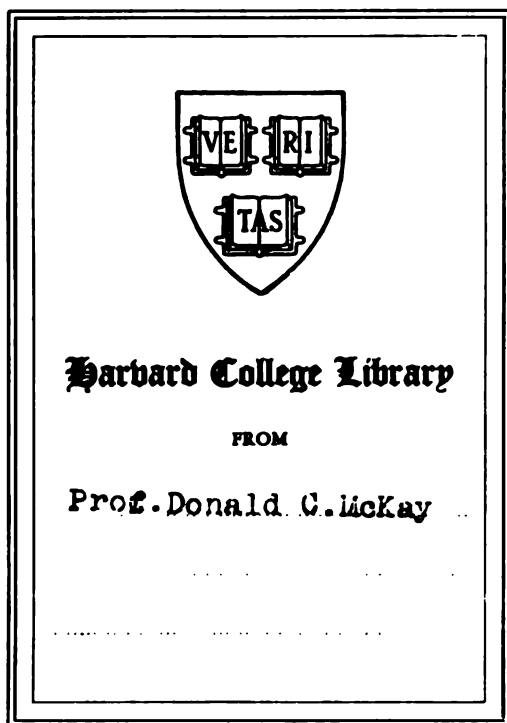 VE RI
TAS
Harvard College Library
FROM
Prof. Donald C. McKay